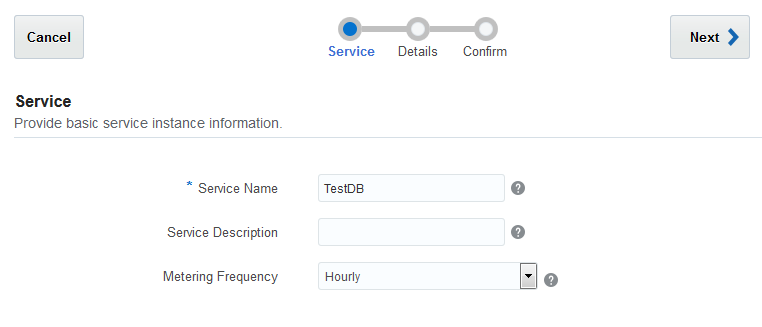 Cancel
Next
Service Details Confirm
Service
Provide basic service instance information.
* Service Name TestDB ?
Service Description ?
Metering Frequency Hourly ?